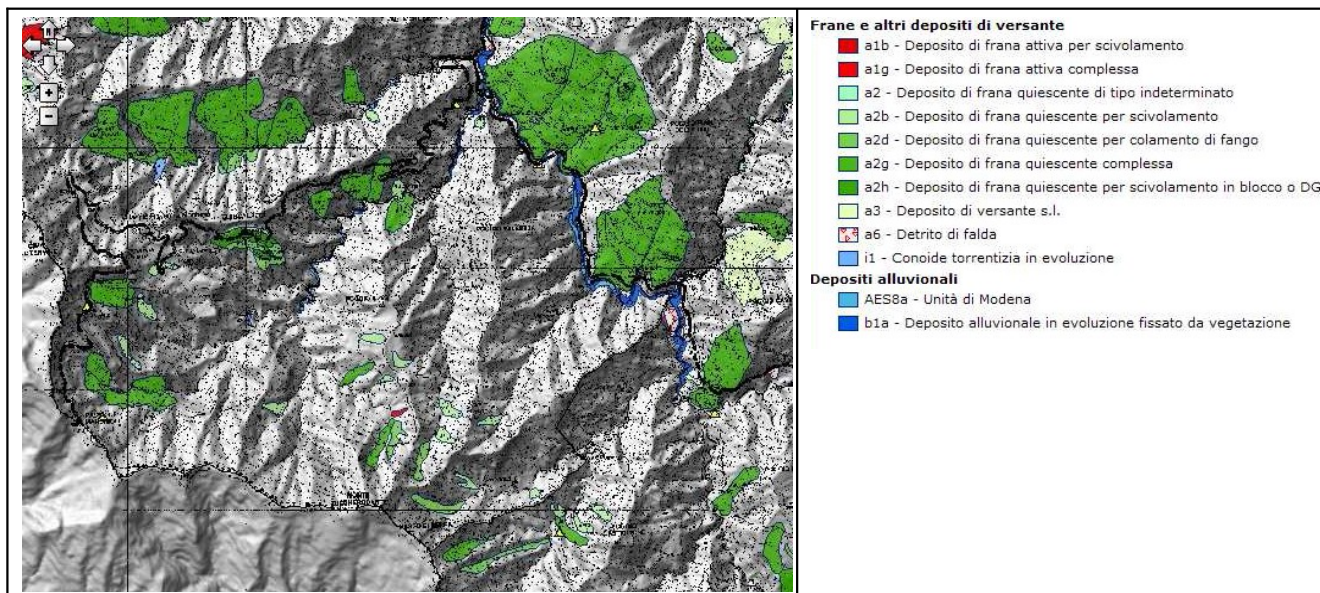 N
+
-
Frane e altri depositi di versante
a1b - Deposito di frana attiva per scivolamento
a1g - Deposito di frana attiva complessa
a2 - Deposito di frana quiescente di tipo indeterminato
a2b - Deposito di frana quiescente per scivolamento
a2d - Deposito di frana quiescente per colamento di fango
a2g - Deposito di frana quiescente complessa
a2h - Deposito di frana quiescente per scivolamento in blocco o DG
a3 - Deposito di versante s.l.
a6 - Detrito di falda
i1 - Conoide torrentizia in evoluzione
Depositi alluvionali
AES8a - Unità di Modena
b1a - Deposito alluvionale in evoluzione fissato da vegetazione